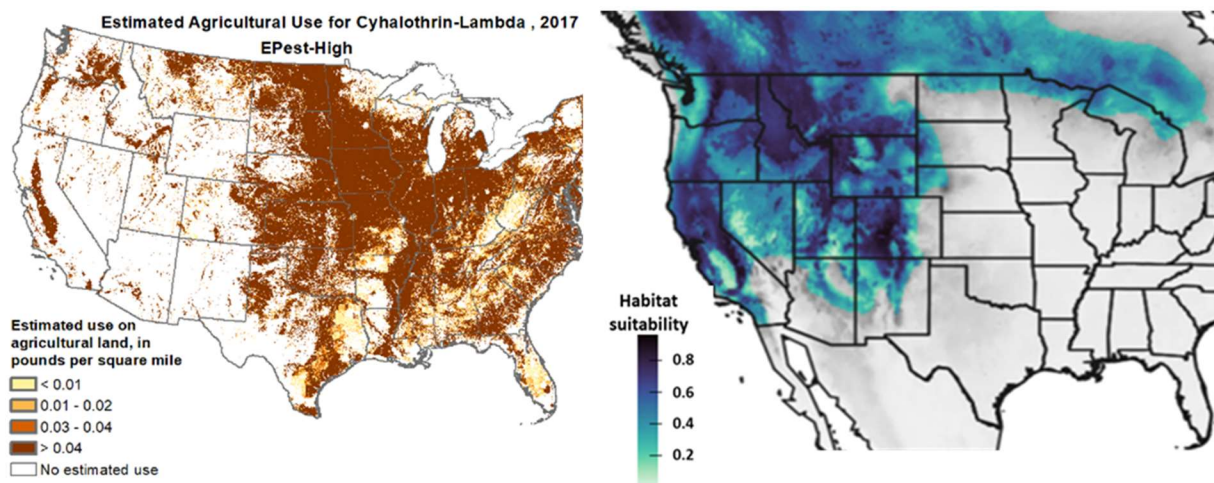 Estimated Agricultural Use for Cyhalothrin-Lambda , 2017
EPest-High
Estimated use on
agricultural land, in
pounds per square mile
< 0.01
0.01 - 0.02
0.03 - 0.04
> 0.04
No estimated use
Habitat
suitability
0.8
0.6
0.4
0.2